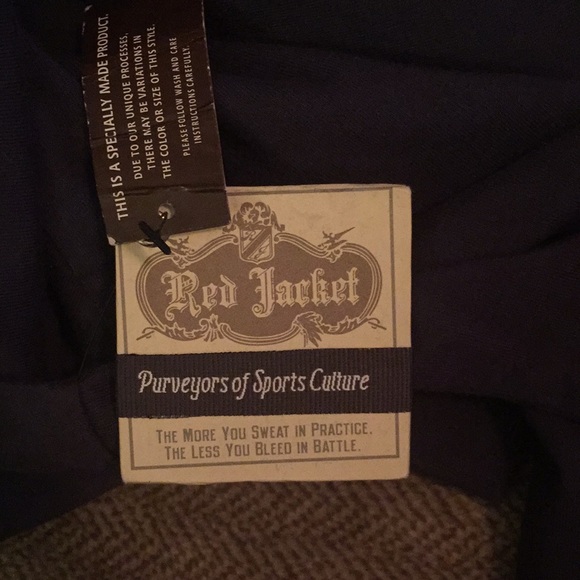 THIS IS A SPECIALLY MADE PRODUCT.
DUE TO OUR UNIQUE PROCESSES,
THERE MAY BE VARIATIONS IN
THE COLOR OR SIZE OF THIS STYLE.
PLEASE FOLLOW WASH AND CARE
INSTRUCTIONS CAREFULLY.
Red Jacket
Purveyors of Sports Culture
THE MORE YOU SWEAT IN PRACTICE.
THE LESS YOU BLEED IN BATTLE.